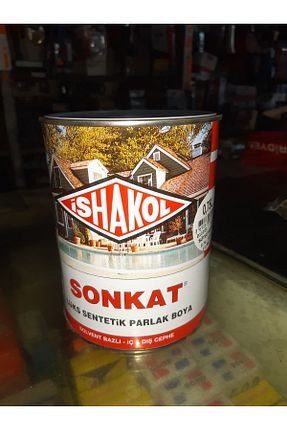 İSHAKOL
SONKAT
LÜKS SENTETİK PARLAK BOYA
SOLVENT BAZLI - İÇ & DIŞ CEPHE